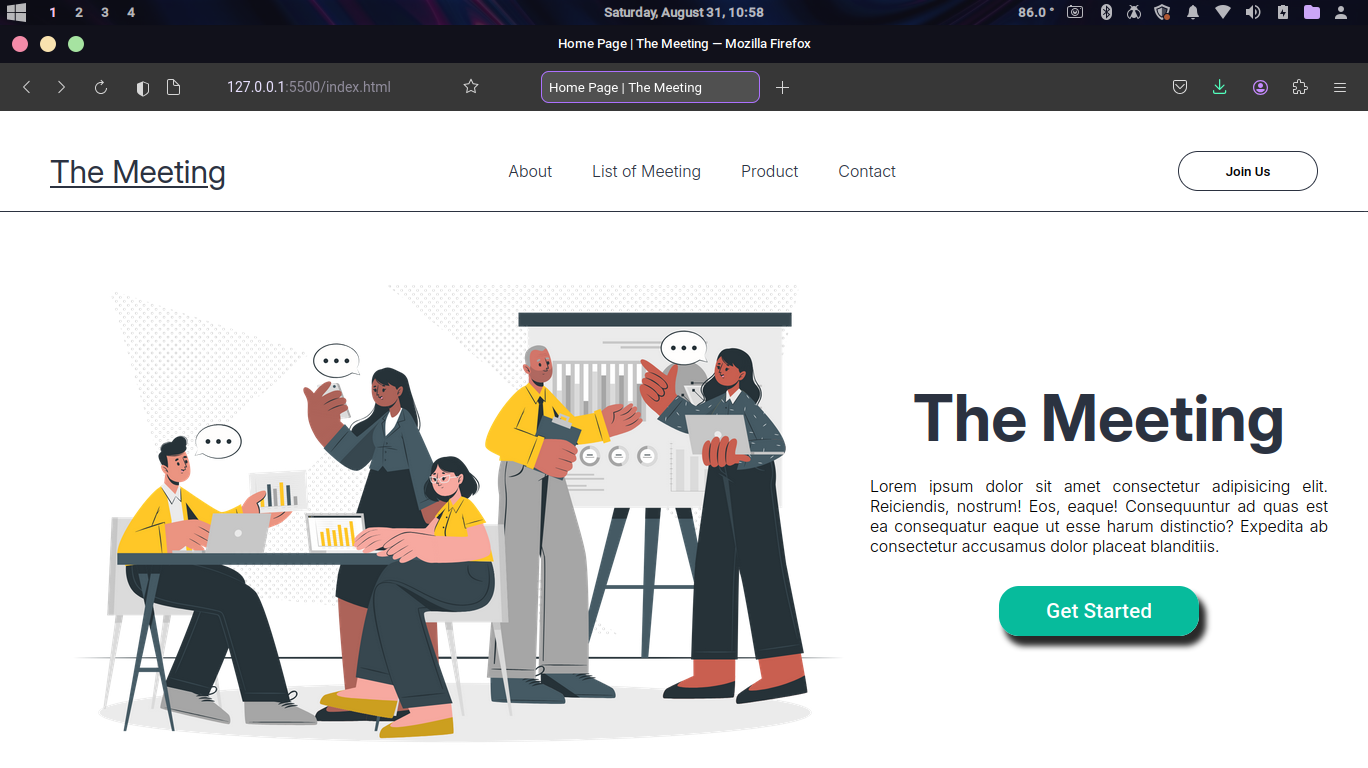 1 2 3 4 Saturday, August 31, 10:58 86.0 °
Home Page | The Meeting — Mozilla Firefox
127.0.0.1:5500/index.html Home Page | The Meeting
The Meeting About List of Meeting Product Contact Join Us
The Meeting
Lorem ipsum dolor sit amet consectetur adipisicing elit.
Reiciendis, nostrum! Eos, eaque! Consequuntur ad quas est
ea consequatur eaque ut esse harum distinctio? Expedita ab
consectetur accusamus dolor placeat blanditiis.
Get Started